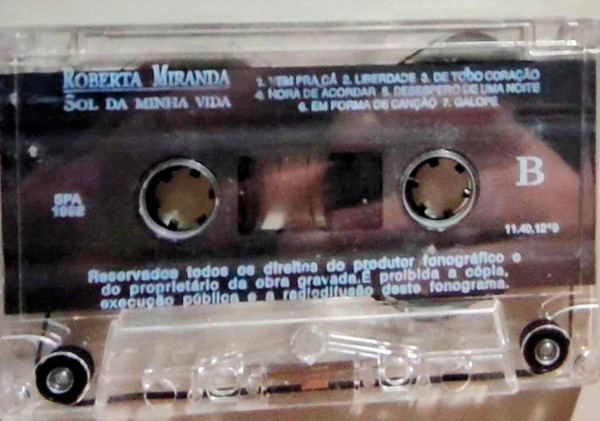 ROBERTA MIRANDA
SOL DA MINHA VIDA
1. VEM PRA CÁ 2. LIBERDADE 3. DE TODO CORAÇÃO
4. HORA DE ACORDAR 5. DESESPERO DE UMA NOITE
6. EM FORMA DE CANÇÃO 7. GALOPE
B
SPA
1992
Reservados todos os direitos do produtor fonográfico e
do proprietário da obra gravada.É proibida a cópia,
execução pública e a radiodifusão deste fonograma.